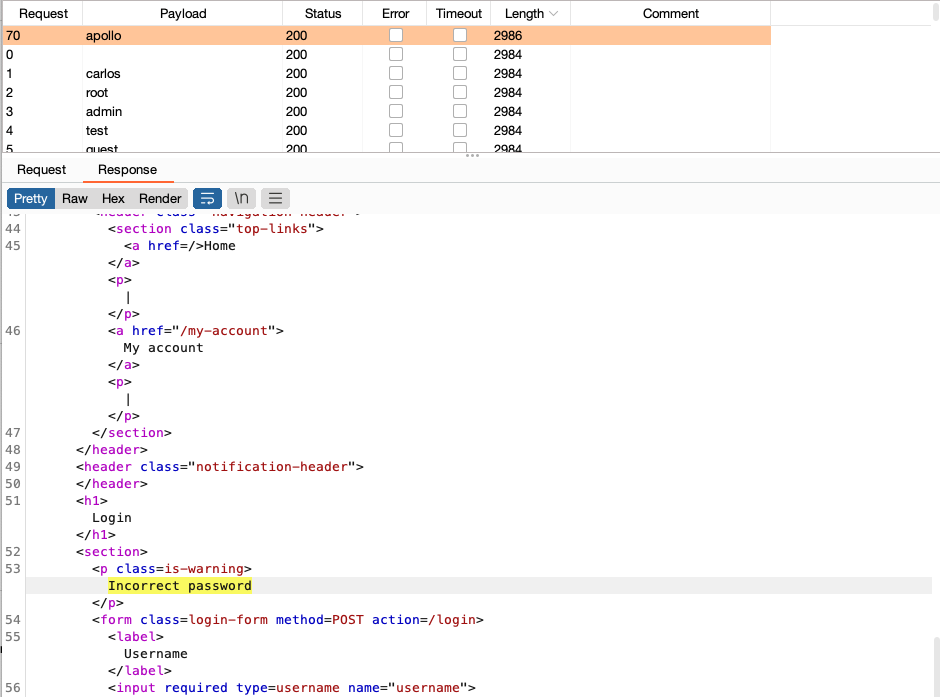 Request Payload Status Error Timeout Length Comment
70 apollo 200 2986
0 200 2984
1 carlos 200 2984
2 root 200 2984
3 admin 200 2984
4 test 200 2984
5 guest 200 2984
Request Response
Pretty Raw Hex Render \n
<header class="navigation-header">
44 <section class="top-links">
45 <a href=/>Home
</a>
<p>
|
</p>
46 <a href="/my-account">
My account
</a>
<p>
|
</p>
47 </section>
48 </header>
49 <header class="notification-header">
50 </header>
51 <h1>
Login
</h1>
52 <section>
53 <p class=is-warning>
Incorrect password
</p>
54 <form class=login-form method=POST action=/login>
55 <label>
Username
</label>
56 <input required type=username name="username">